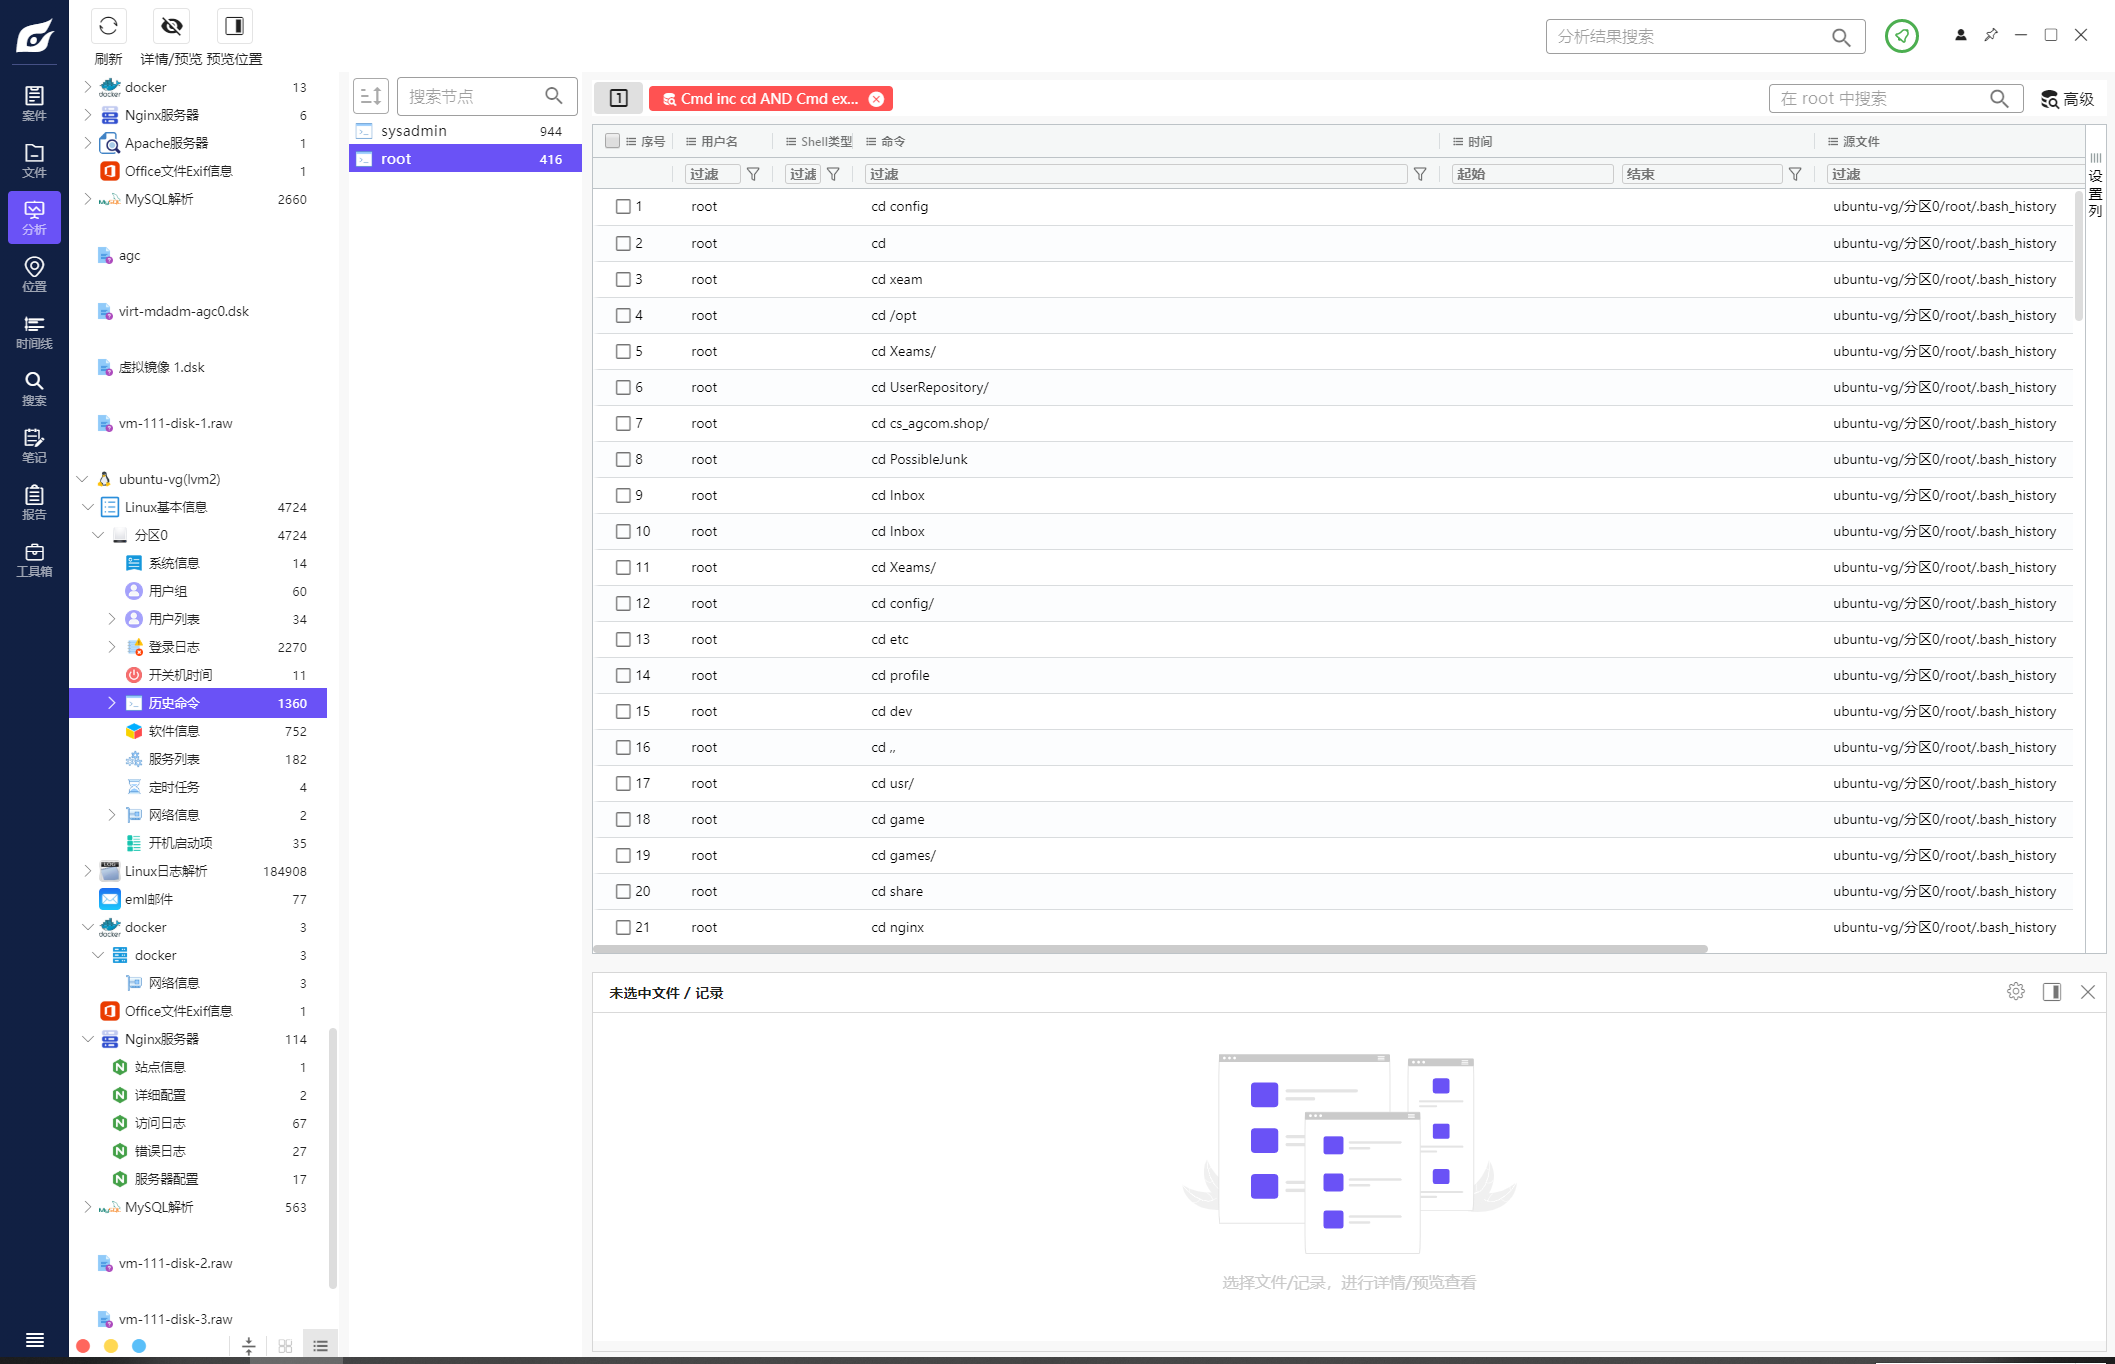 刷新
详情/预览
预览位置
分析结果搜索
案件
文件
分析
位置
时间线
搜索
笔记
报告
工具箱
docker 13
Nginx服务器 6
Apache服务器 1
Office文件Exif信息 1
MySQL解析 2660
agc
virt-mdadm-agc0.dsk
虚拟镜像 1.dsk
vm-111-disk-1.raw
ubuntu-vg(lvm2)
Linux基本信息 4724
分区0 4724
系统信息 14
用户组 60
用户列表 34
登录日志 2270
开关机时间 11
历史命令 1360
软件信息 752
服务列表 182
定时任务 4
网络信息 2
开机启动项 35
Linux日志解析 184908
eml邮件 77
docker 3
docker 3
网络信息 3
Office文件Exif信息 1
Nginx服务器 114
站点信息 1
详细配置 2
访问日志 67
错误日志 27
服务器配置 17
MySQL解析 563
vm-111-disk-2.raw
vm-111-disk-3.raw
搜索节点
sysadmin 944
root 416
1
Cmd inc cd AND Cmd ex...
在 root 中搜索
高级
序号 用户名 Shell类型 命令 时间 源文件
过滤 过滤 过滤 起始 结束 过滤
设置列
1 root cd config ubuntu-vg/分区0/root/.bash_history
2 root cd ubuntu-vg/分区0/root/.bash_history
3 root cd xeam ubuntu-vg/分区0/root/.bash_history
4 root cd /opt ubuntu-vg/分区0/root/.bash_history
5 root cd Xeams/ ubuntu-vg/分区0/root/.bash_history
6 root cd UserRepository/ ubuntu-vg/分区0/root/.bash_history
7 root cd cs_agcom.shop/ ubuntu-vg/分区0/root/.bash_history
8 root cd PossibleJunk ubuntu-vg/分区0/root/.bash_history
9 root cd Inbox ubuntu-vg/分区0/root/.bash_history
10 root cd Inbox ubuntu-vg/分区0/root/.bash_history
11 root cd Xeams/ ubuntu-vg/分区0/root/.bash_history
12 root cd config/ ubuntu-vg/分区0/root/.bash_history
13 root cd etc ubuntu-vg/分区0/root/.bash_history
14 root cd profile ubuntu-vg/分区0/root/.bash_history
15 root cd dev ubuntu-vg/分区0/root/.bash_history
16 root cd ,, ubuntu-vg/分区0/root/.bash_history
17 root cd usr/ ubuntu-vg/分区0/root/.bash_history
18 root cd game ubuntu-vg/分区0/root/.bash_history
19 root cd games/ ubuntu-vg/分区0/root/.bash_history
20 root cd share ubuntu-vg/分区0/root/.bash_history
21 root cd nginx ubuntu-vg/分区0/root/.bash_history
未选中文件 / 记录
选择文件/记录，进行详情/预览查看